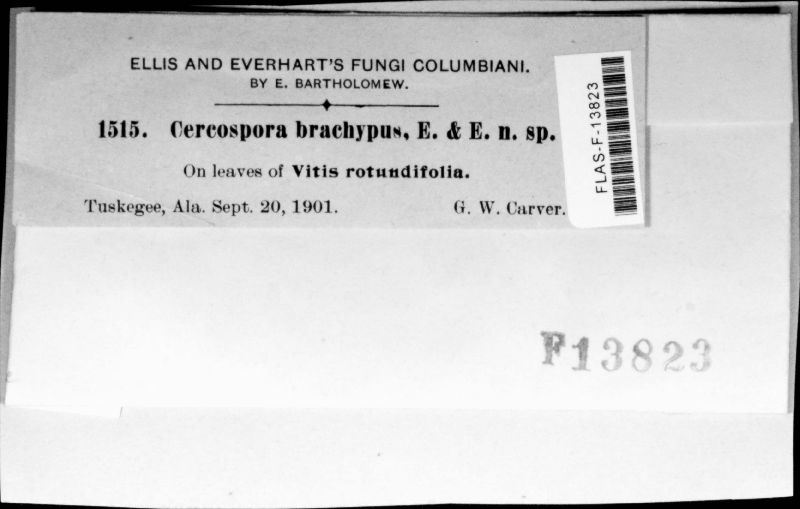 ELLIS AND EVERHART'S FUNGI COLUMBIANI.
BY E. BARTHOLOMEW.
1515. Cercospora brachypus, E. & E. n. sp.
On leaves of Vitis rotundifolia.
Tuskegee, Ala. Sept. 20, 1901. G. W. Carver.
FLAS-F-13823
F13823